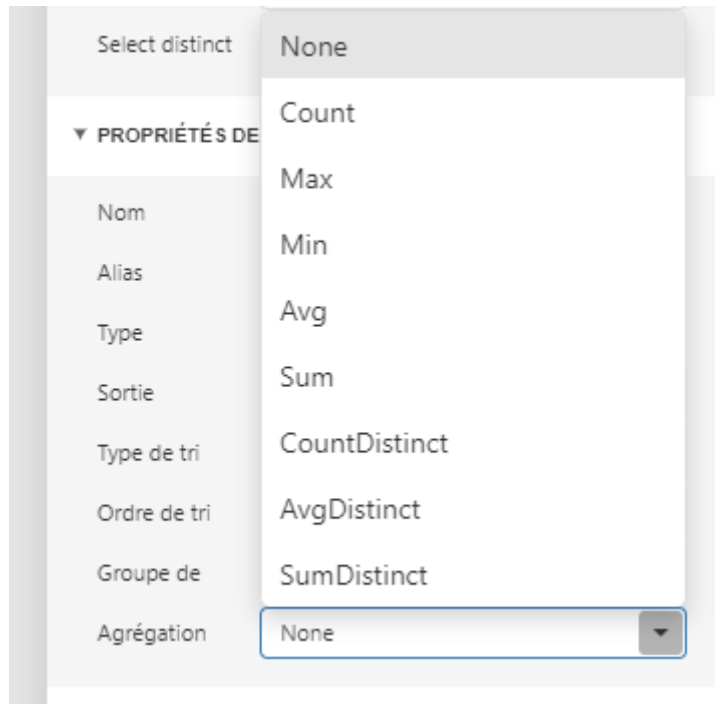 Select distinct
None
Count
▼ PROPRIÉTÉS DE
Max
Nom
Min
Alias
Avg
Type
Sum
Sortie
CountDistinct
Type de tri
AvgDistinct
Ordre de tri
SumDistinct
Groupe de
Agrégation
None